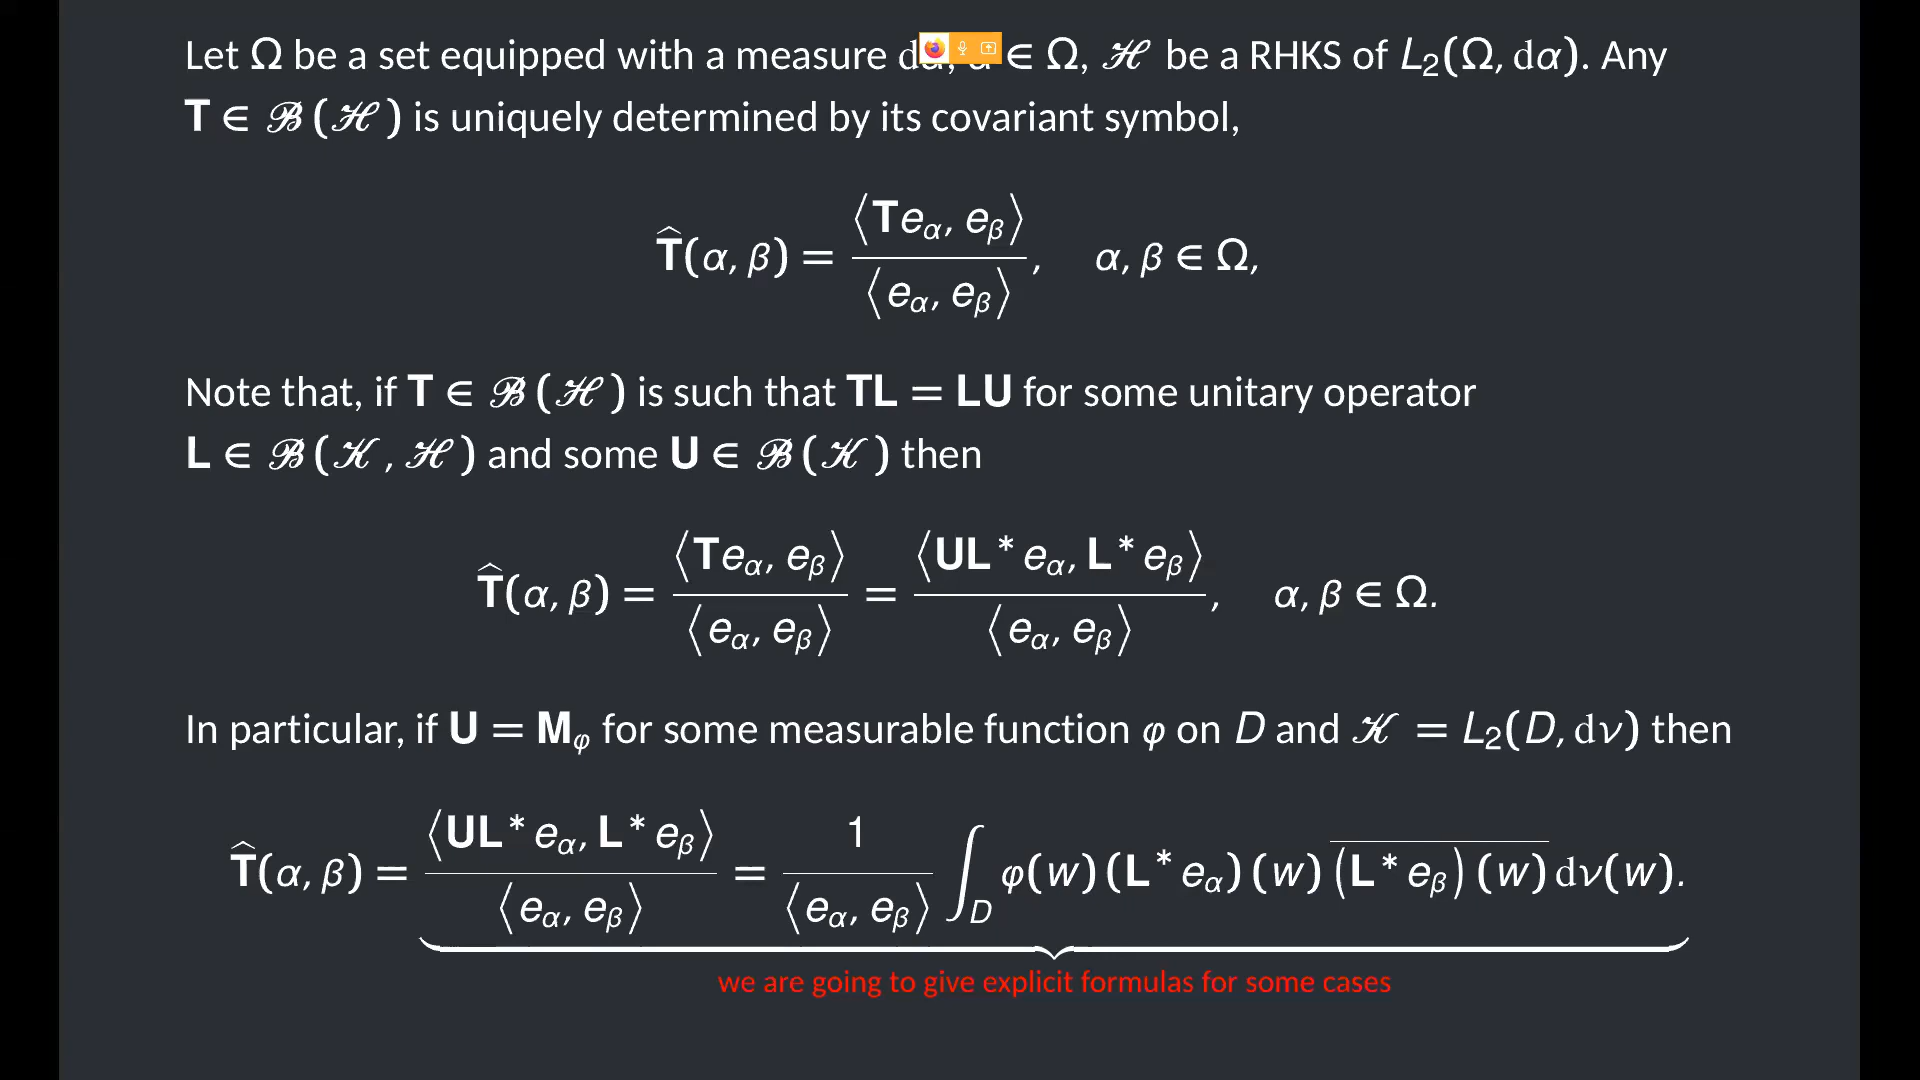 Let Ω be a set equipped with a measure d ∈ Ω, ℋ be a RHKS of L₂(Ω, dα). Any
T ∈ ℬ(ℋ) is uniquely determined by its covariant symbol,
T̂(α, β) = ⟨Te_α, e_β⟩ / ⟨e_α, e_β⟩, α, β ∈ Ω,
Note that, if T ∈ ℬ(ℋ) is such that TL = LU for some unitary operator
L ∈ ℬ(𝒦, ℋ) and some U ∈ ℬ(𝒦) then
T̂(α, β) = ⟨Te_α, e_β⟩ / ⟨e_α, e_β⟩ = ⟨UL*e_α, L*e_β⟩ / ⟨e_α, e_β⟩, α, β ∈ Ω.
In particular, if U = M_φ for some measurable function φ on D and 𝒦 = L₂(D, dν) then
T̂(α, β) = ⟨UL*e_α, L*e_β⟩ / ⟨e_α, e_β⟩ = 1 / ⟨e_α, e_β⟩ ∫_D φ(w)(L*e_α)(w) \overline{(L*e_β)(w)} dν(w).
we are going to give explicit formulas for some cases